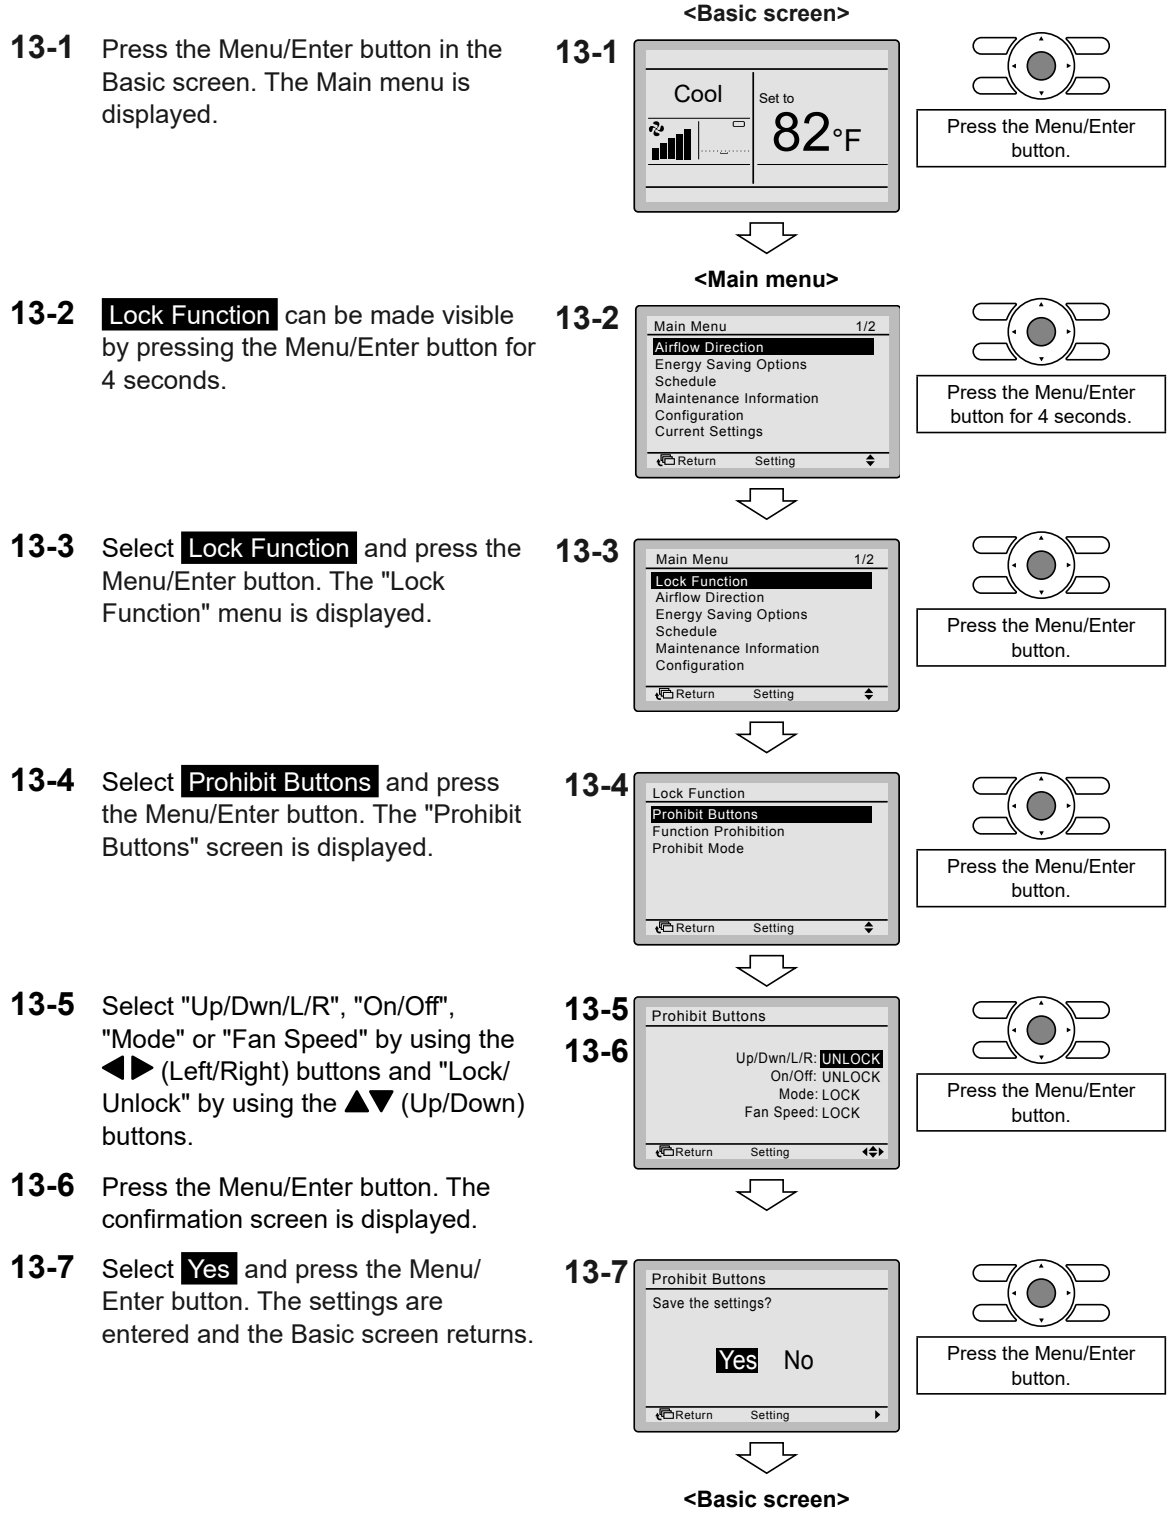 <Basic screen>
13-1 Press the Menu/Enter button in the
Basic screen. The Main menu is
displayed.
13-1
Cool
Set to
82°F
Press the Menu/Enter
button.
<Main menu>
13-2 Lock Function can be made visible
by pressing the Menu/Enter button for
4 seconds.
13-2
Main Menu 1/2
Airflow Direction
Energy Saving Options
Schedule
Maintenance Information
Configuration
Current Settings
Return Setting
Press the Menu/Enter
button for 4 seconds.
13-3 Select Lock Function and press the
Menu/Enter button. The "Lock
Function" menu is displayed.
13-3
Main Menu 1/2
Lock Function
Airflow Direction
Energy Saving Options
Schedule
Maintenance Information
Configuration
Return Setting
Press the Menu/Enter
button.
13-4 Select Prohibit Buttons and press
the Menu/Enter button. The "Prohibit
Buttons" screen is displayed.
13-4
Lock Function
Prohibit Buttons
Function Prohibition
Prohibit Mode
Return Setting
Press the Menu/Enter
button.
13-5 Select "Up/Dwn/L/R", "On/Off",
"Mode" or "Fan Speed" by using the
◀▶ (Left/Right) buttons and "Lock/
Unlock" by using the ▲▼ (Up/Down)
buttons.
13-6 Press the Menu/Enter button. The
confirmation screen is displayed.
13-5
13-6
Prohibit Buttons
Up/Dwn/L/R: UNLOCK
On/Off: UNLOCK
Mode: LOCK
Fan Speed: LOCK
Return Setting
Press the Menu/Enter
button.
13-7 Select Yes and press the Menu/
Enter button. The settings are
entered and the Basic screen returns.
13-7
Prohibit Buttons
Save the settings?
Yes No
Return Setting
Press the Menu/Enter
button.
<Basic screen>